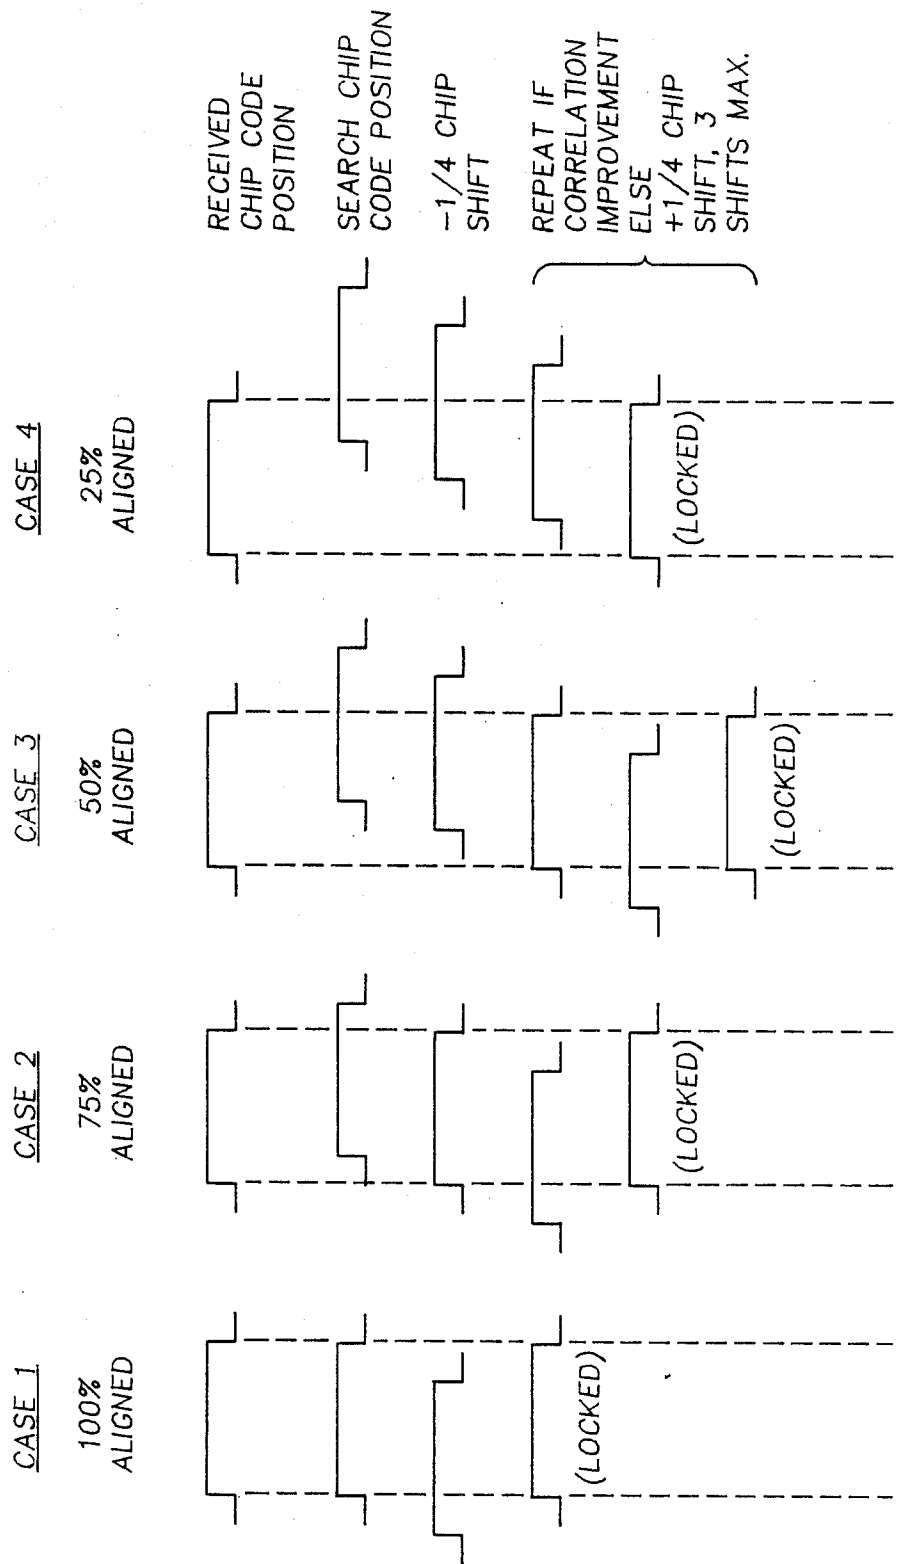 CASE 1
100%
ALIGNED
(LOCKED)
CASE 2
75%
ALIGNED
(LOCKED)
CASE 3
50%
ALIGNED
(LOCKED)
CASE 4
25%
ALIGNED
(LOCKED)
RECEIVED
CHIP CODE
POSITION
SEARCH CHIP
CODE POSITION
-1/4 CHIP
SHIFT
REPEAT IF
CORRELATION
IMPROVEMENT
ELSE
+1/4 CHIP
SHIFT, 3
SHIFTS MAX.